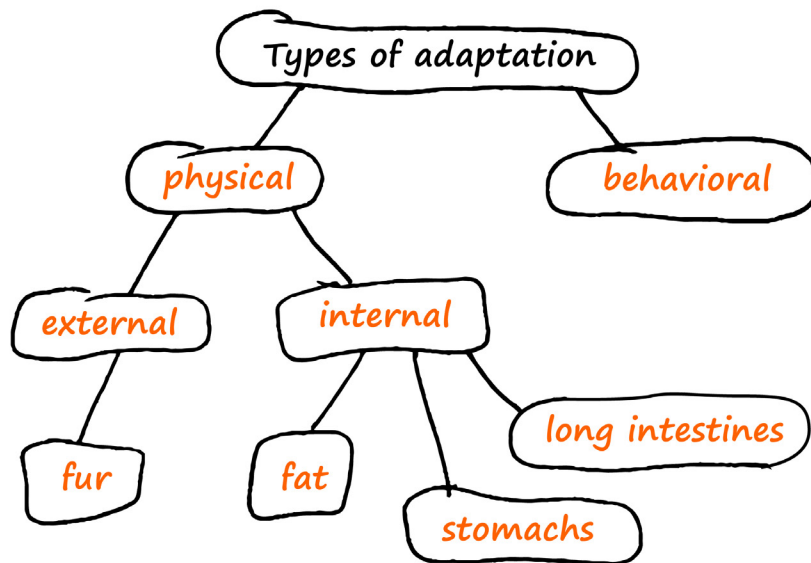 Types of adaptation
physical
behavioral
external
internal
fur
fat
stomachs
long intestines